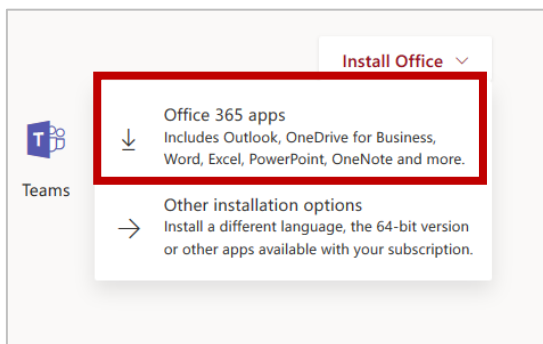 Install Office
Office 365 apps
Includes Outlook, OneDrive for Business,
Word, Excel, PowerPoint, OneNote and more.
T
Teams
Other installation options
Install a different language, the 64-bit version
or other apps available with your subscription.